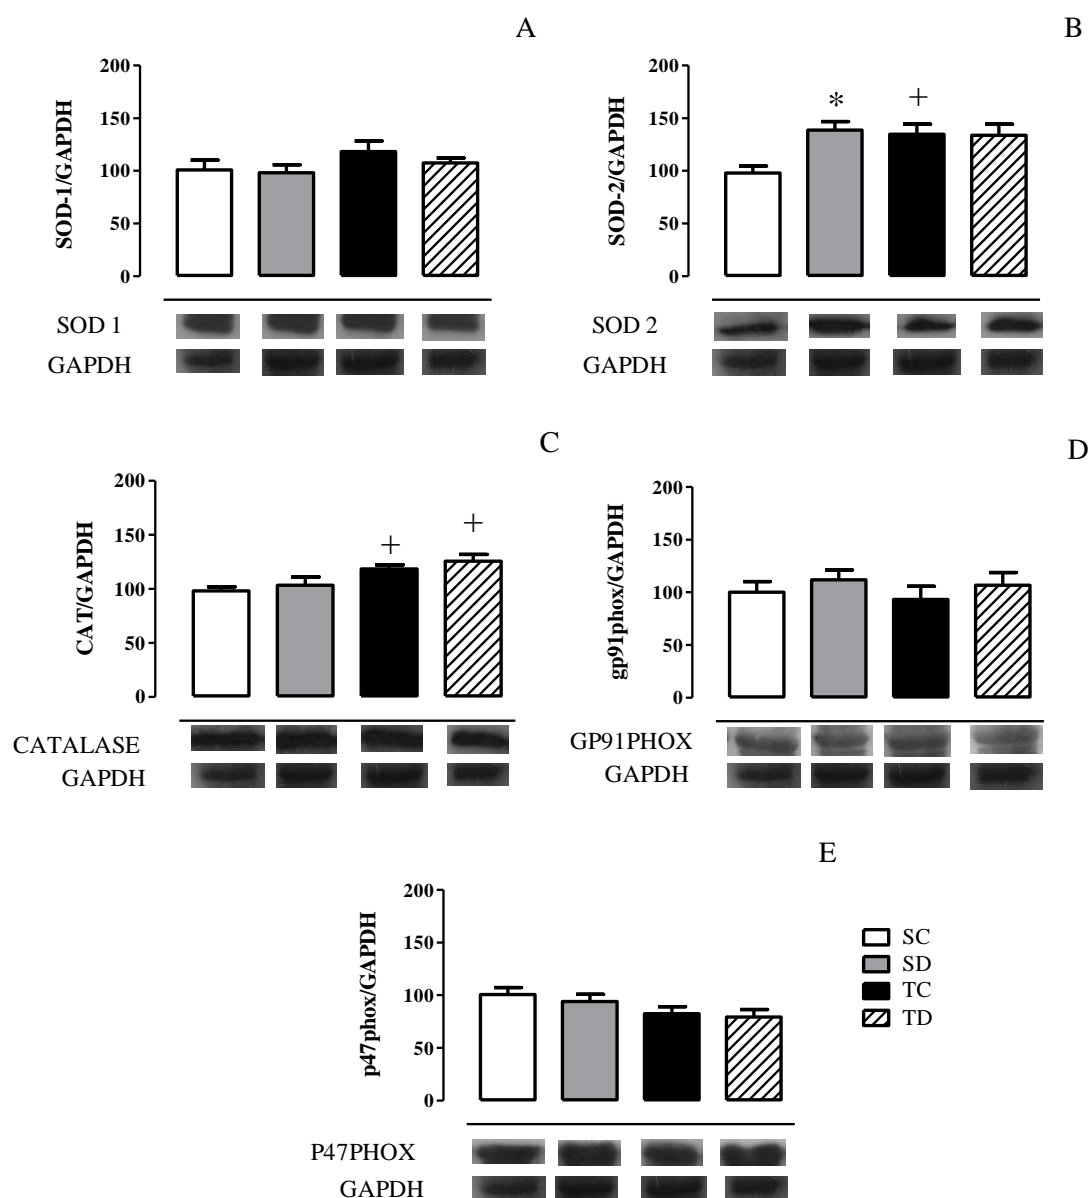 A
SOD-1/GAPDH
200
150
100
50
0
SOD 1
GAPDH
B
SOD-2/GAPDH
200
150
100
50
0
*
+
SOD 2
GAPDH
C
CAT/GAPDH
200
150
100
50
0
+
+
CATALASE
GAPDH
D
gp91phox/GAPDH
200
150
100
50
0
GP91PHOX
GAPDH
E
p47phox/GAPDH
200
150
100
50
0
SC
SD
TC
TD
P47PHOX
GAPDH